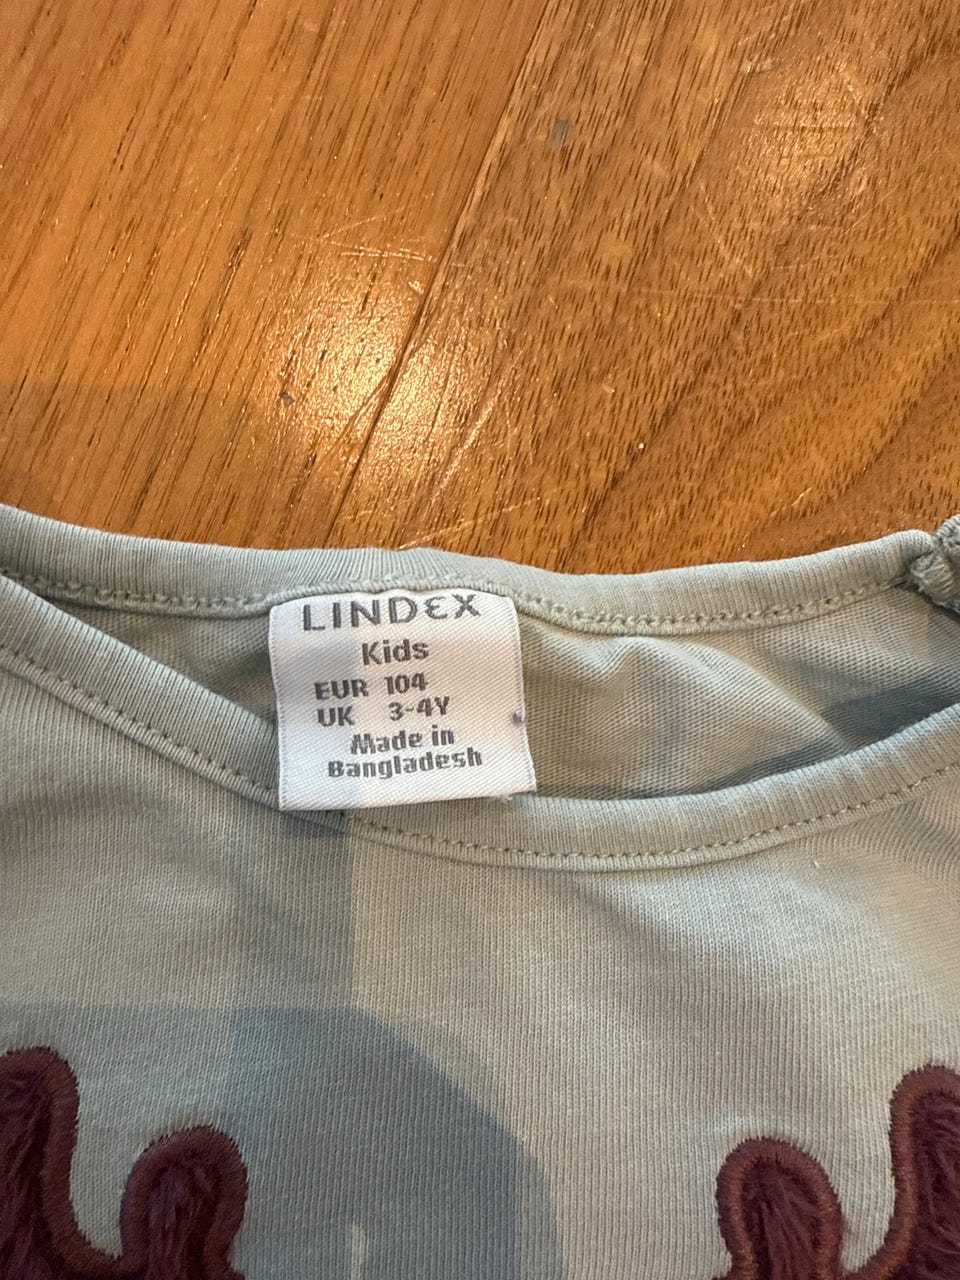 LINDEX
Kids
EUR 104
UK 3-4Y
Made in
Bangladesh